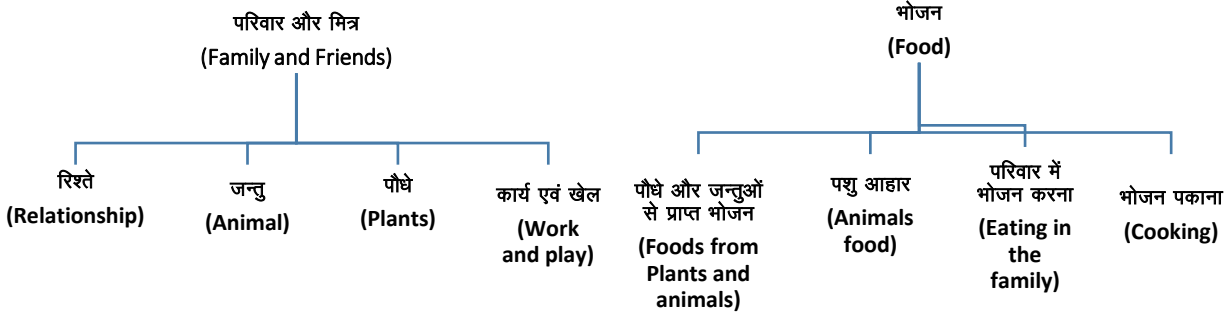 परिवार और मित्र
(Family and Friends)
रिश्ते
(Relationship)
जन्तु
(Animal)
पौधे
(Plants)
कार्य एवं खेल
(Work
and play)
भोजन
(Food)
पौधे और जन्तुओं
से प्राप्त भोजन
(Foods from
Plants and
animals)
पशु आहार
(Animals
food)
परिवार में
भोजन करना
(Eating in
the
family)
भोजन पकाना
(Cooking)